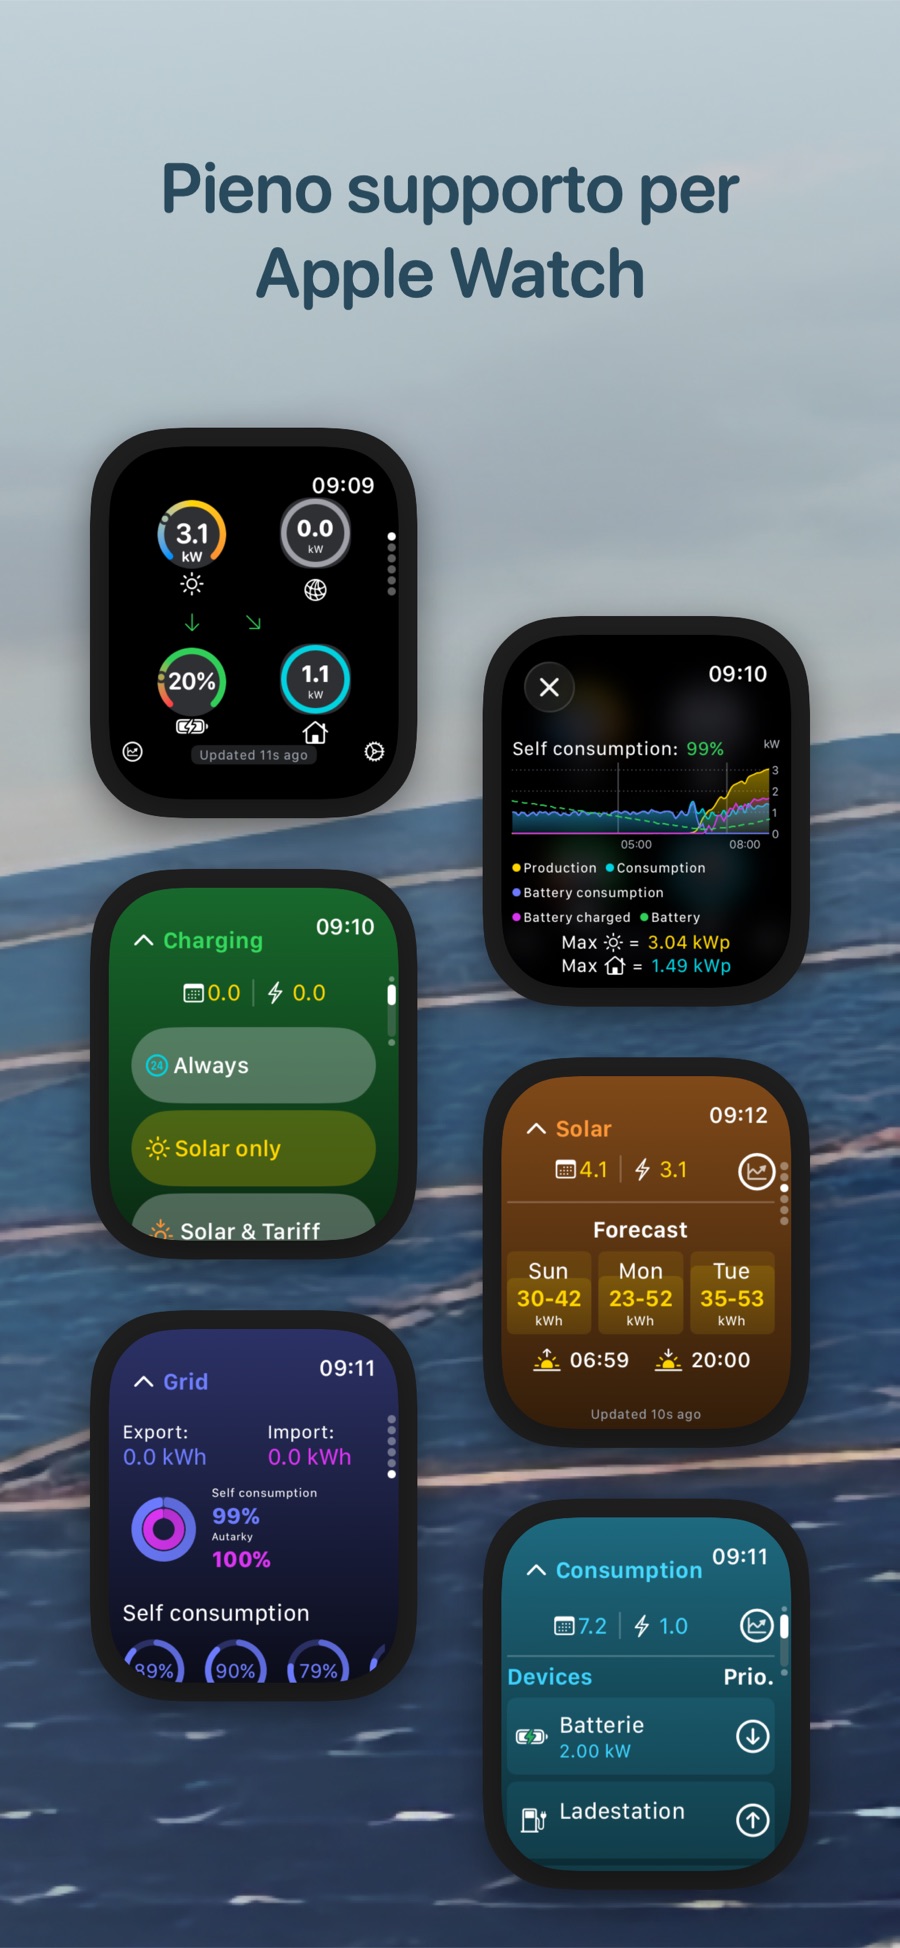 Pieno supporto per
Apple Watch
09:09
3.1
kW
0.0
kW
20%
1.1
kW
Updated 11s ago
09:10
Self consumption: 99%
kW
3
2
1
0
05:00
08:00
Production
Consumption
Battery consumption
Battery charged
Battery
Max = 3.04 kWp
Max = 1.49 kWp
Charging
09:10
0.0
0.0
24
Always
Solar only
Solar & Tariff
Solar
09:12
4.1
3.1
Forecast
Sun
Mon
Tue
30-42
23-52
35-53
kWh
kWh
kWh
06:59
20:00
Updated 10s ago
Grid
09:11
Export:
Import:
0.0 kWh
0.0 kWh
Self consumption
99%
Autarky
100%
Self consumption
89%
90%
79%
Consumption
09:11
7.2
1.0
Devices
Prio.
Batterie
2.00 kW
Ladestation